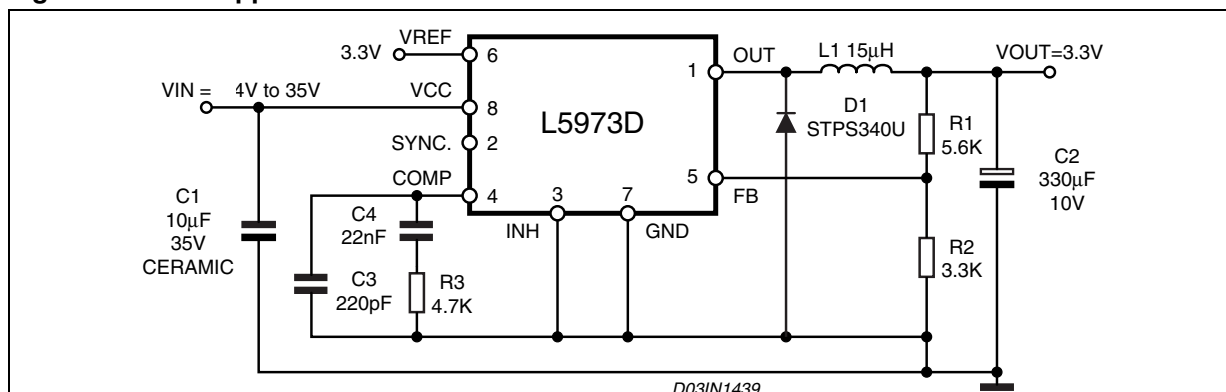 VREF
3.3V
6
VIN =
4V to 35V
VCC
8
SYNC.
2
COMP
4
L5973D
1
OUT
L1 15μH
VOUT=3.3V
D1
STPS340U
R1
5.6K
5
FB
C2
330μF
10V
R2
3.3K
3
INH
7
GND
C1
10μF
35V
CERAMIC
C4
22nF
C3
220pF
R3
4.7K
D03IN1439